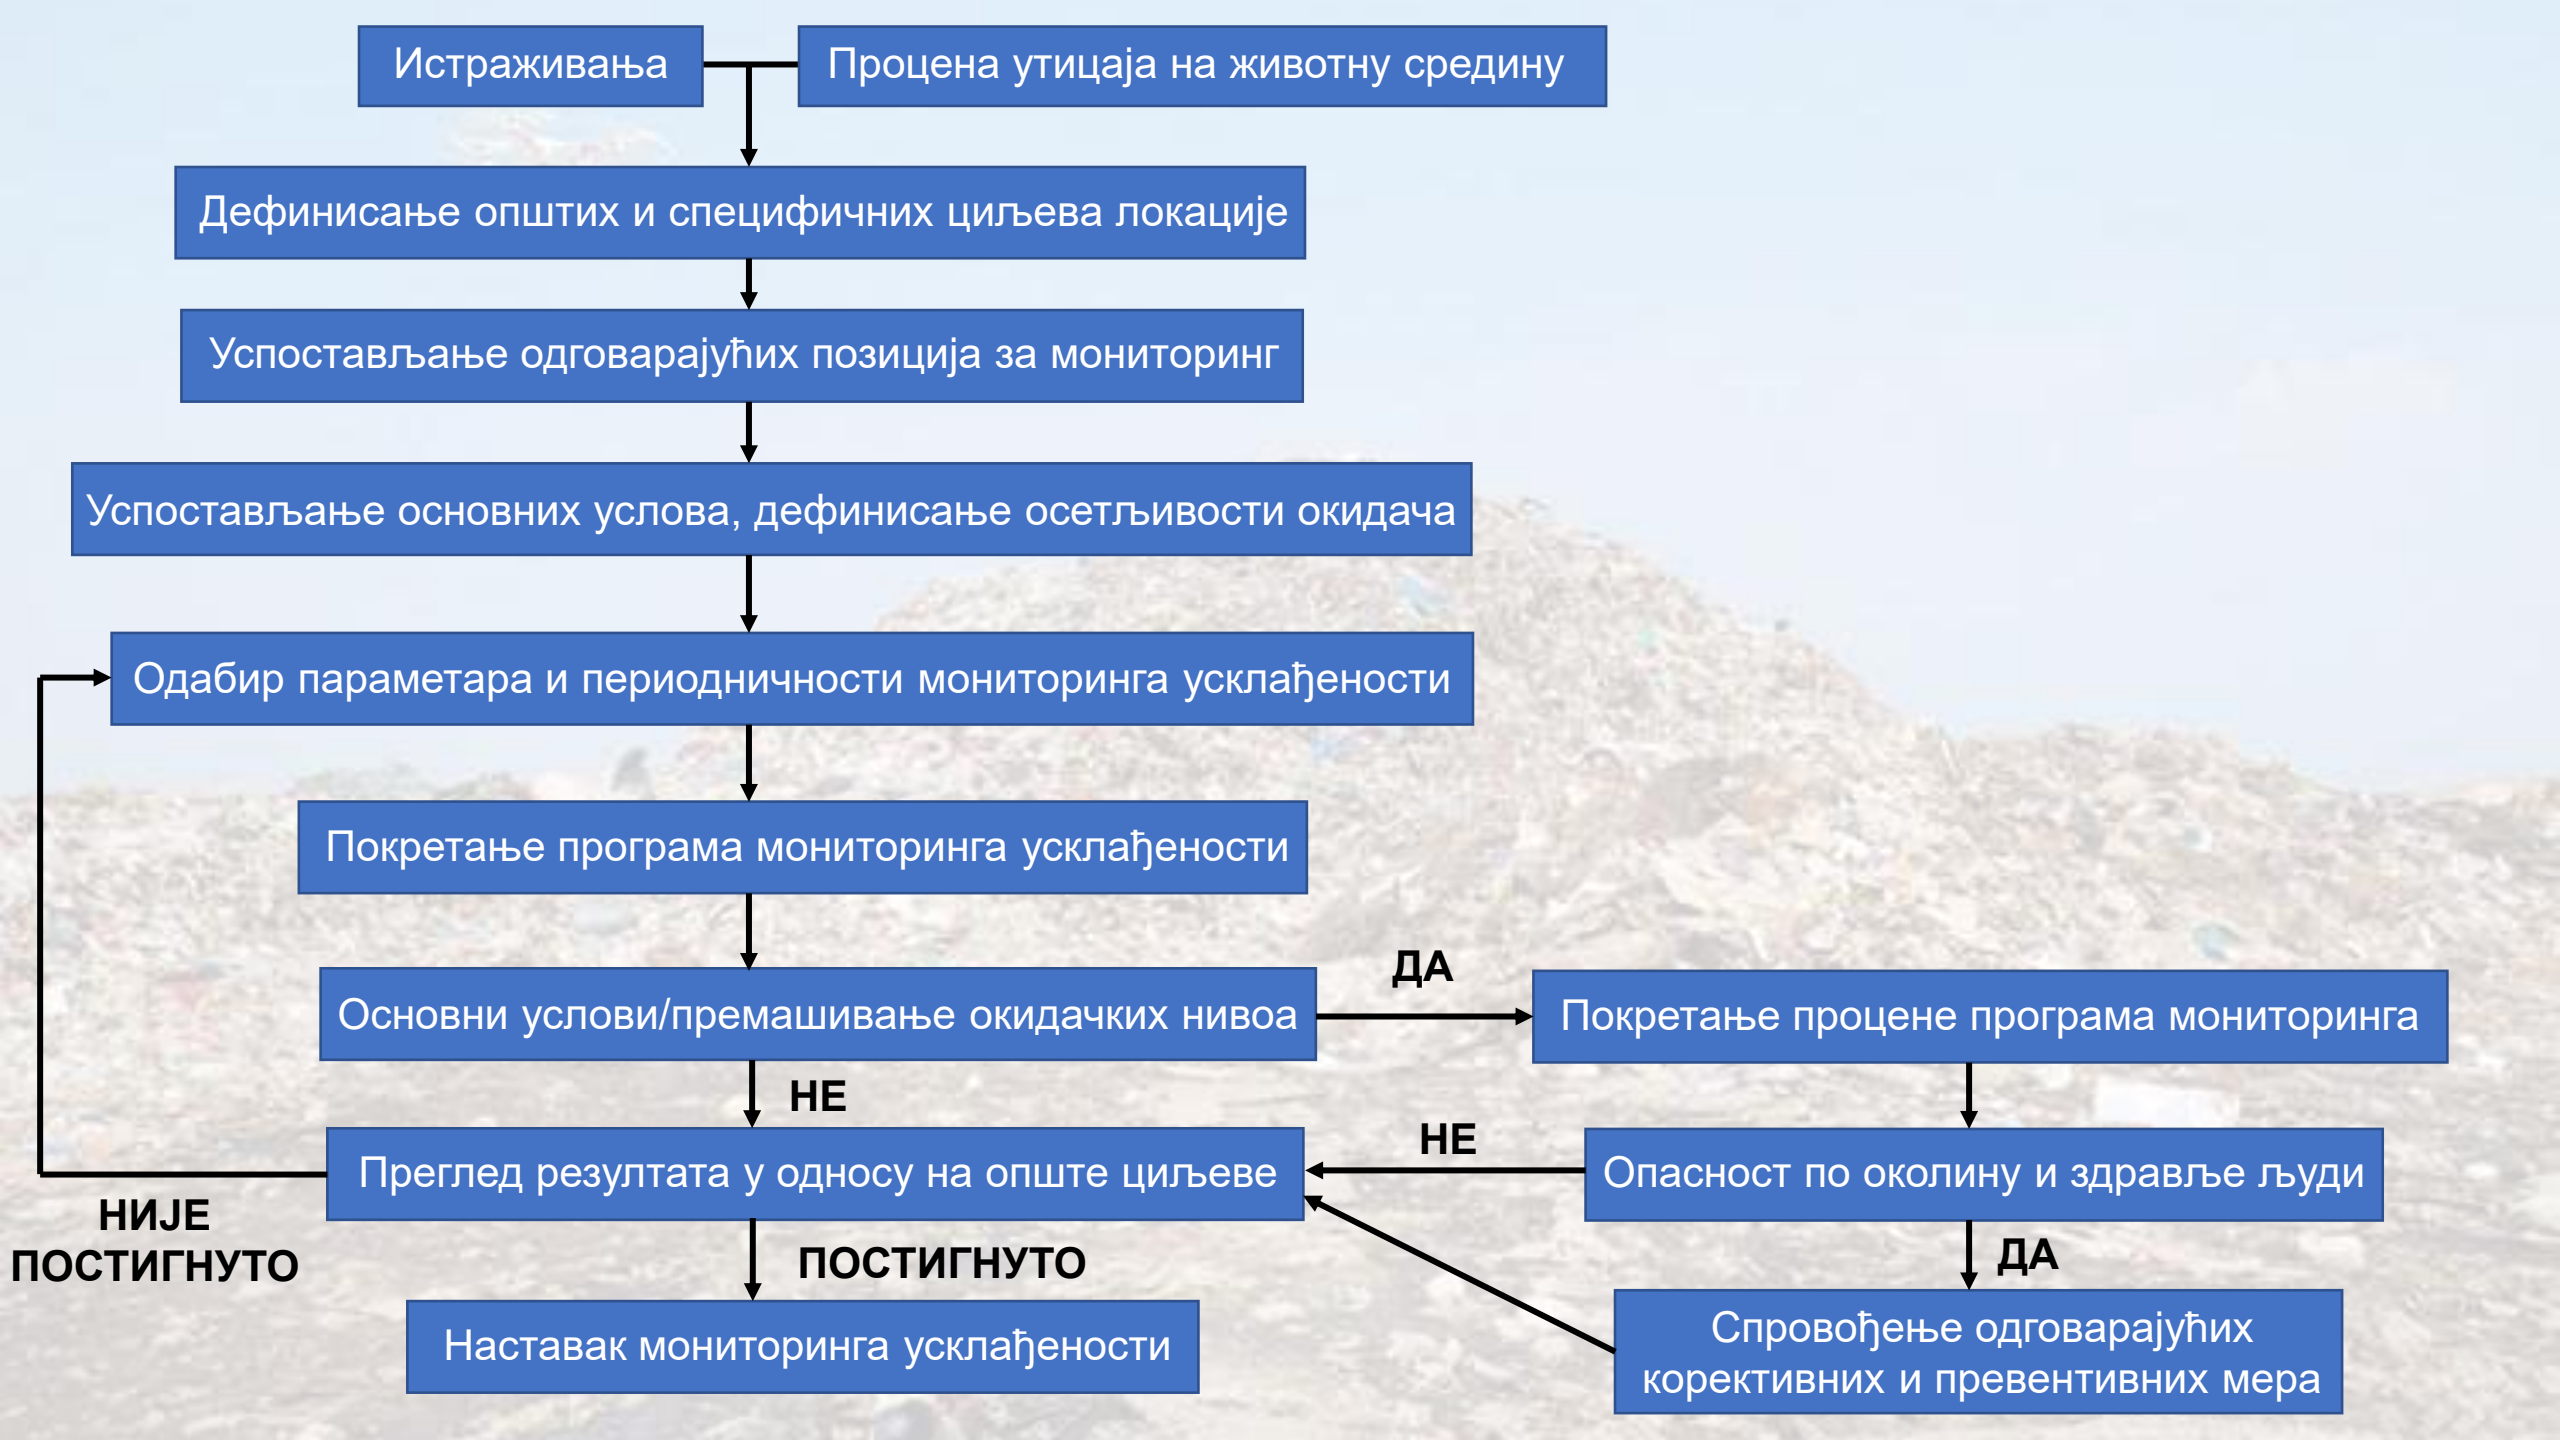 Истраживања
Процена утицаја на животну средину
Дефинисање општих и специфичних циљева локације
Успостављање одговарајућих позиција за мониторинг
Успостављање основних услова, дефинисање осетљивости окидача
Одабир параметара и периодничности мониторинга усклађености
Покретање програма мониторинга усклађености
Основни услови/премашивање окидачких нивоа
ДА
Покретање процене програма мониторинга
НЕ
Преглед резултата у односу на опште циљеве
НЕ
Опасност по околину и здравље људи
НИЈЕ
ПОСТИГНУТО
ПОСТИГНУТО
ДА
Наставак мониторинга усклађености
Спровођење одговарајућих
корективних и превентивних мера